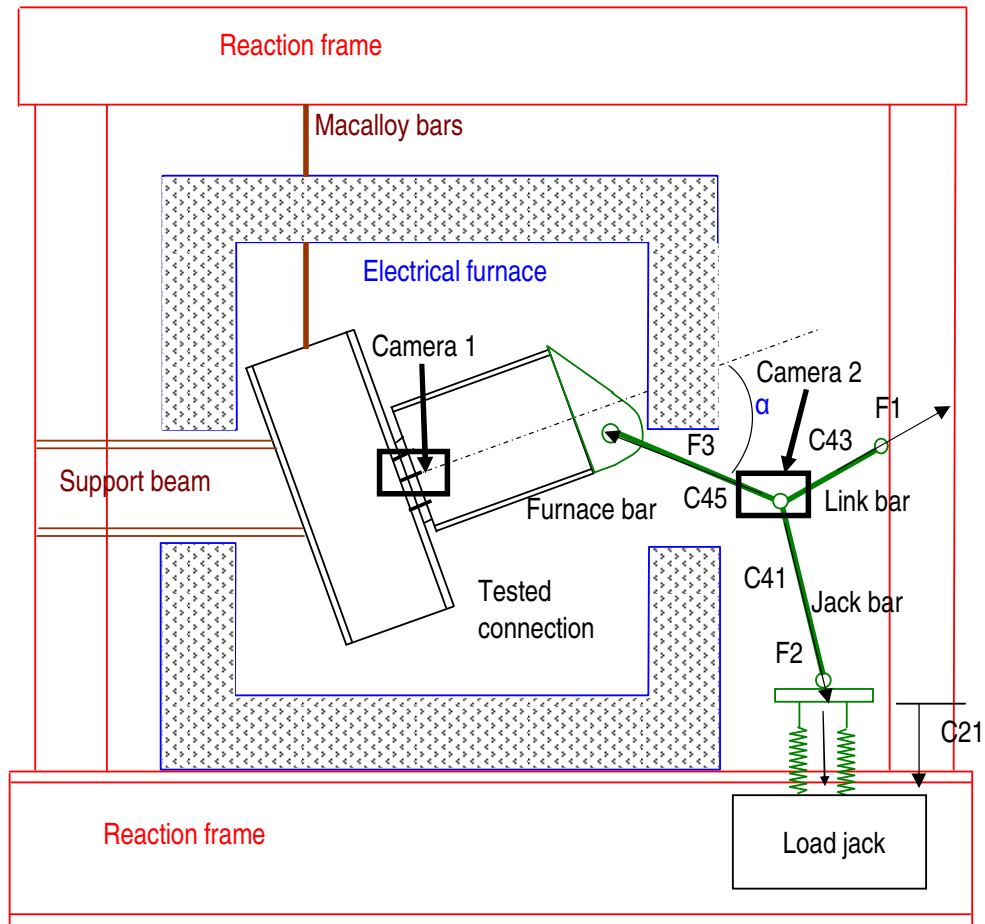 Reaction frame
Macalloy bars
Electrical furnace
Camera 1
Camera 2
α
F1
F3
C43
Support beam
C45
Furnace bar
Link bar
C41
Tested
connection
Jack bar
F2
C21
Reaction frame
Load jack